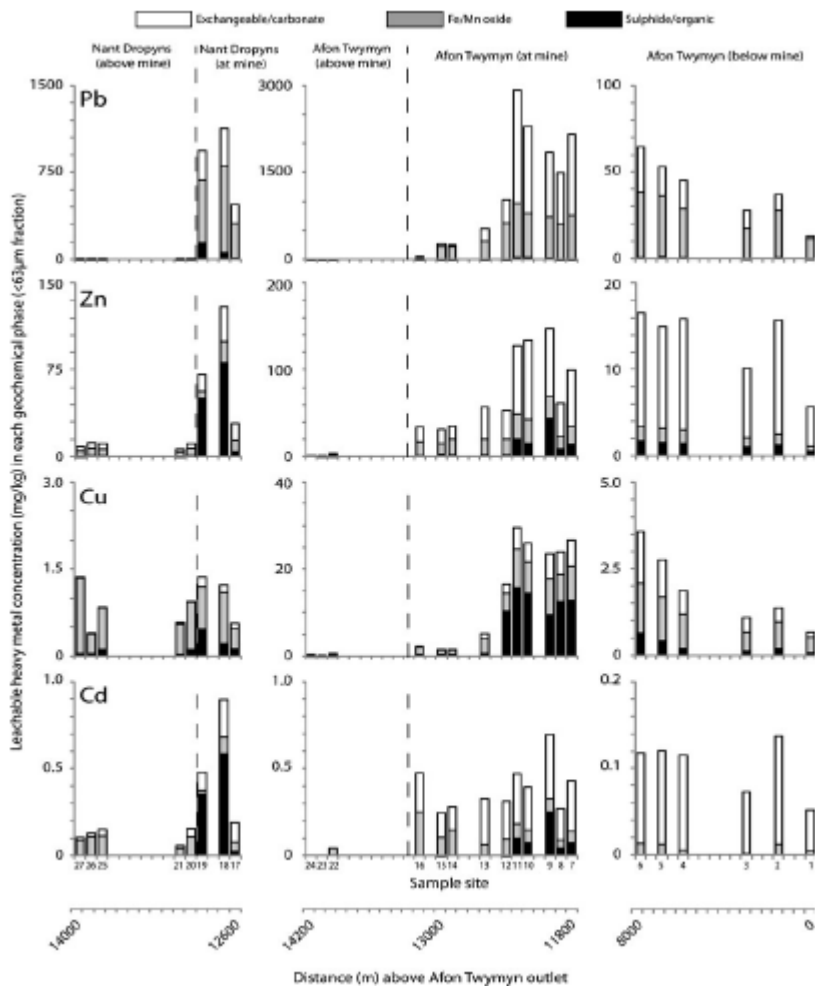 Exchangeable/carbonate Fe/Mn oxide Sulphide/organic
Nant Dropyns (above mine)
Nant Dropyns (at mine)
Afon Twymyn (above mine)
Afon Twymyn (at mine)
Afon Twymyn (below mine)
Leachable heavy metal concentration (mg/kg) in each geochemical phase (<63µm fraction)
Pb
1500
750
0
3000
1500
0
100
50
0
Zn
150
75
0
200
100
0
20
10
0
Cu
3.0
1.5
0
40
20
0
5.0
2.5
0
Cd
1.0
0.5
0
1.0
0.5
0
0.2
0.1
0
27 26 25 21 20 19 18 17
24 23 22 16 15 14 13 12 11 10 9 8 7
6 5 4 3 2 1
Sample site
14000 12600
14200 13000 11800
8000 0
Distance (m) above Afon Twymyn outlet